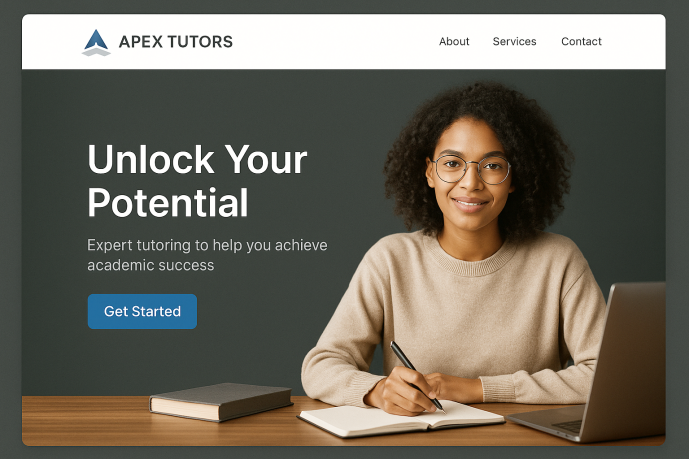 APEX TUTORS
About
Services
Contact
Unlock Your
Potential
Expert tutoring to help you achieve
academic success
Get Started